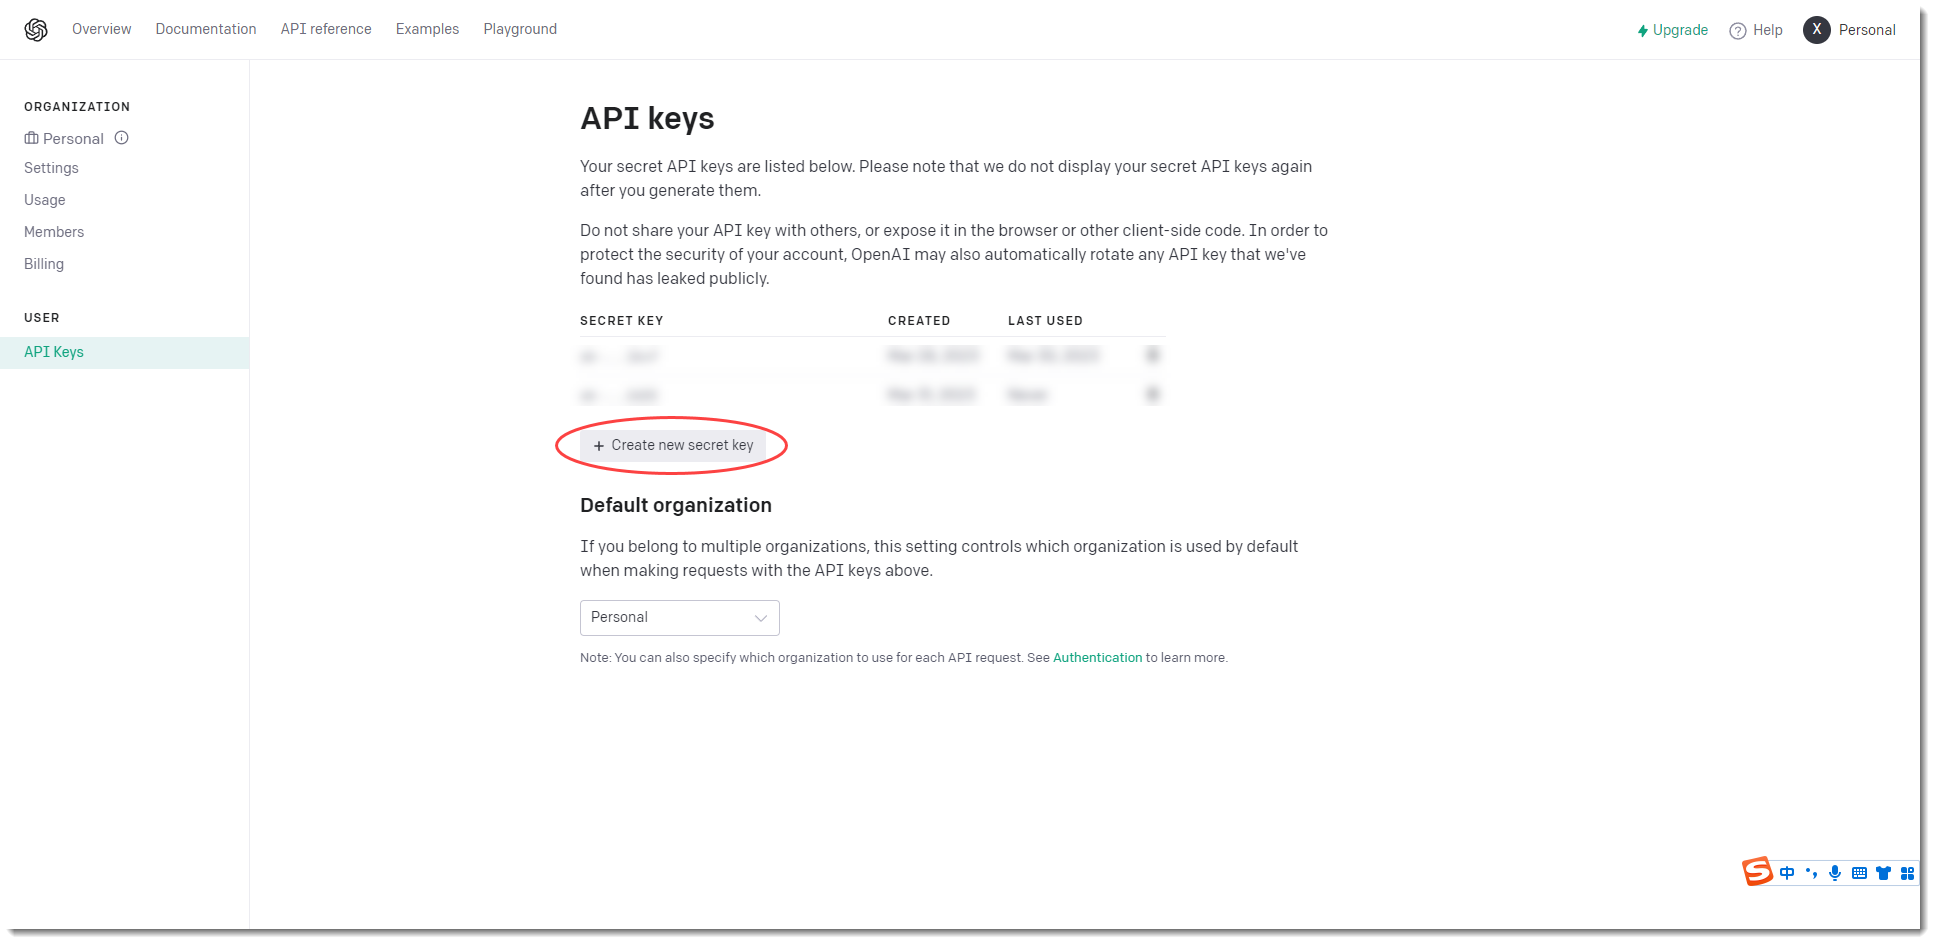 Overview Documentation API reference Examples Playground
Upgrade Help X Personal
ORGANIZATION
Personal
Settings
Usage
Members
Billing
USER
API Keys
API keys
Your secret API keys are listed below. Please note that we do not display your secret API keys again
after you generate them.
Do not share your API key with others, or expose it in the browser or other client-side code. In order to
protect the security of your account, OpenAI may also automatically rotate any API key that we've
found has leaked publicly.
SECRET KEY CREATED LAST USED
+ Create new secret key
Default organization
If you belong to multiple organizations, this setting controls which organization is used by default
when making requests with the API keys above.
Personal
Note: You can also specify which organization to use for each API request. See Authentication to learn more.
S 中